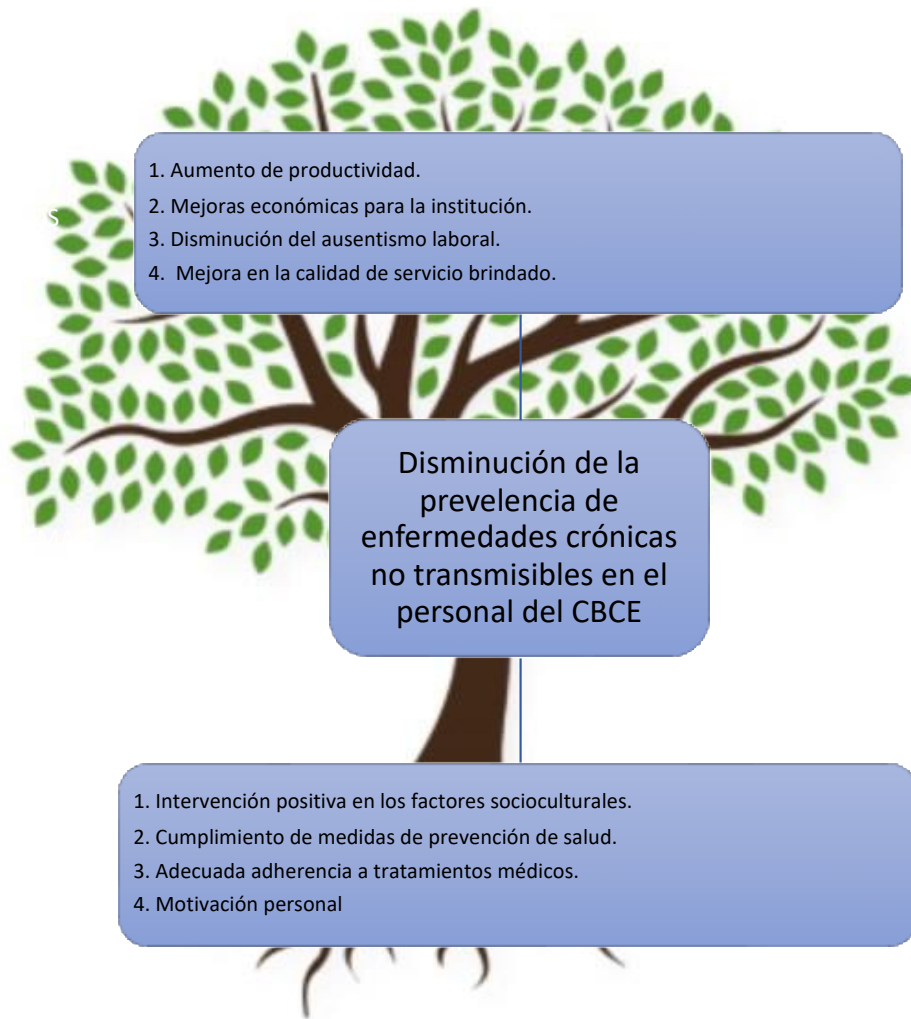 1. Aumento de productividad.
2. Mejoras económicas para la institución.
3. Disminución del ausentismo laboral.
4. Mejora en la calidad de servicio brindado.
Disminución de la
prevelencia de
enfermedades crónicas
no transmisibles en el
personal del CBCE
1. Intervención positiva en los factores socioculturales.
2. Cumplimiento de medidas de prevención de salud.
3. Adecuada adherencia a tratamientos médicos.
4. Motivación personal